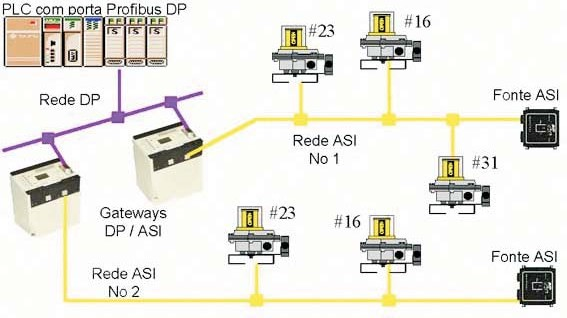 PLC com porta Profibus DP
#23
#16
Rede DP
Fonte ASI
Rede ASI
No 1
#31
Gateways
DP / ASI
#23
#16
Fonte ASI
Rede ASI
No 2